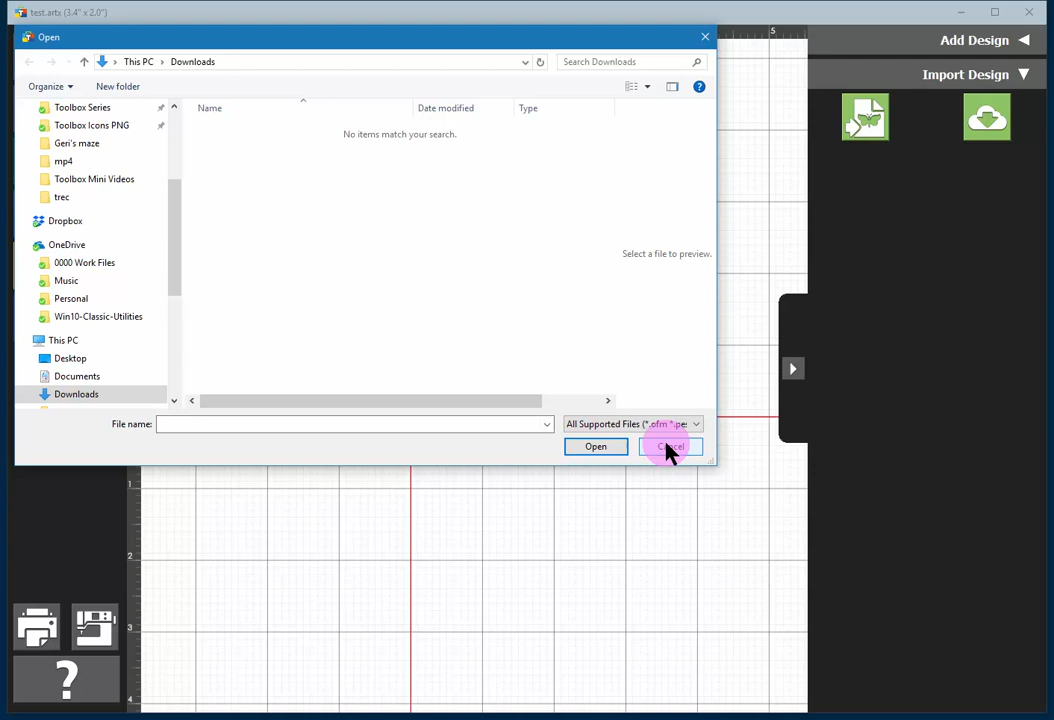 test.artx (3.4" x 2.0")
Open
This PC
Downloads
Search Downloads
Organize
New folder
?
Name
Date modified
Type
No items match your search.
Select a file to preview.
Toolbox Series
Toolbox Icons PNG
Geri's maze
mp4
Toolbox Mini Videos
trec
Dropbox
OneDrive
0000 Work Files
Music
Personal
Win10-Classic-Utilities
This PC
Desktop
Documents
Downloads
File name:
All Supported Files (*.ofm *.pes
Open
Cancel
Add Design
Import Design
5
1
2
3
4
?